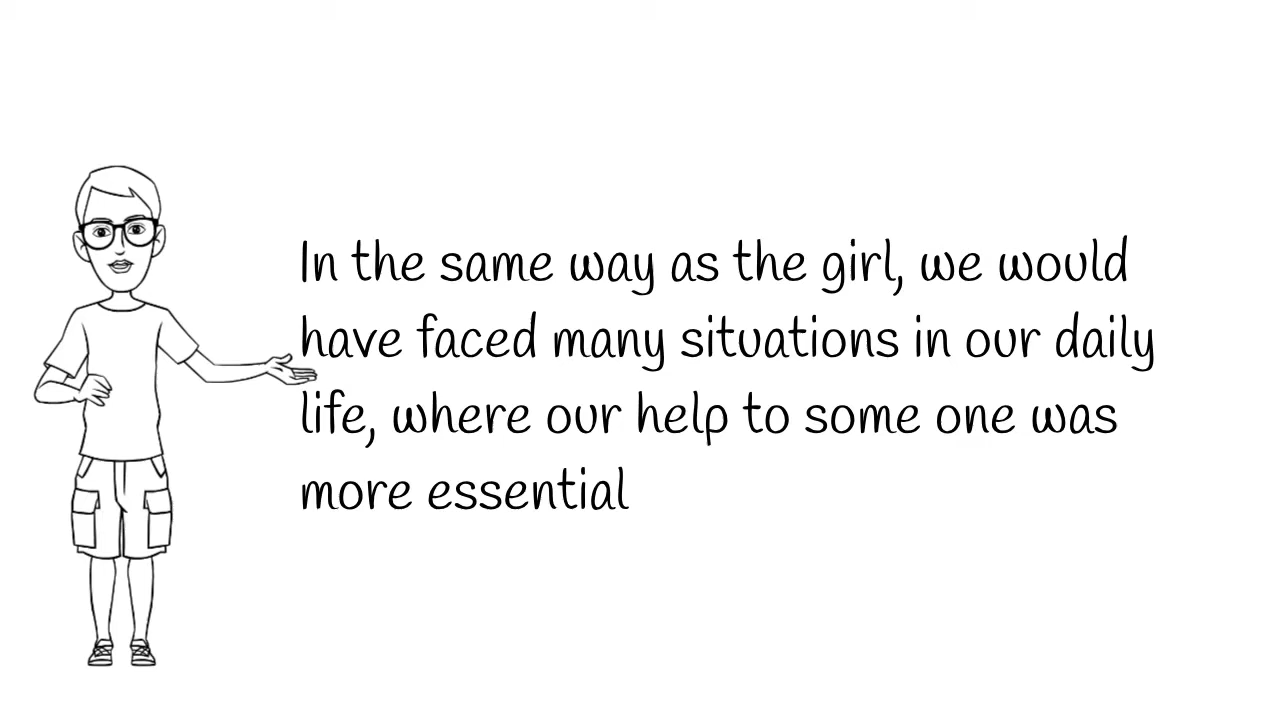 In the same way as the girl, we would
have faced many situations in our daily
life, where our help to some one was
more essential